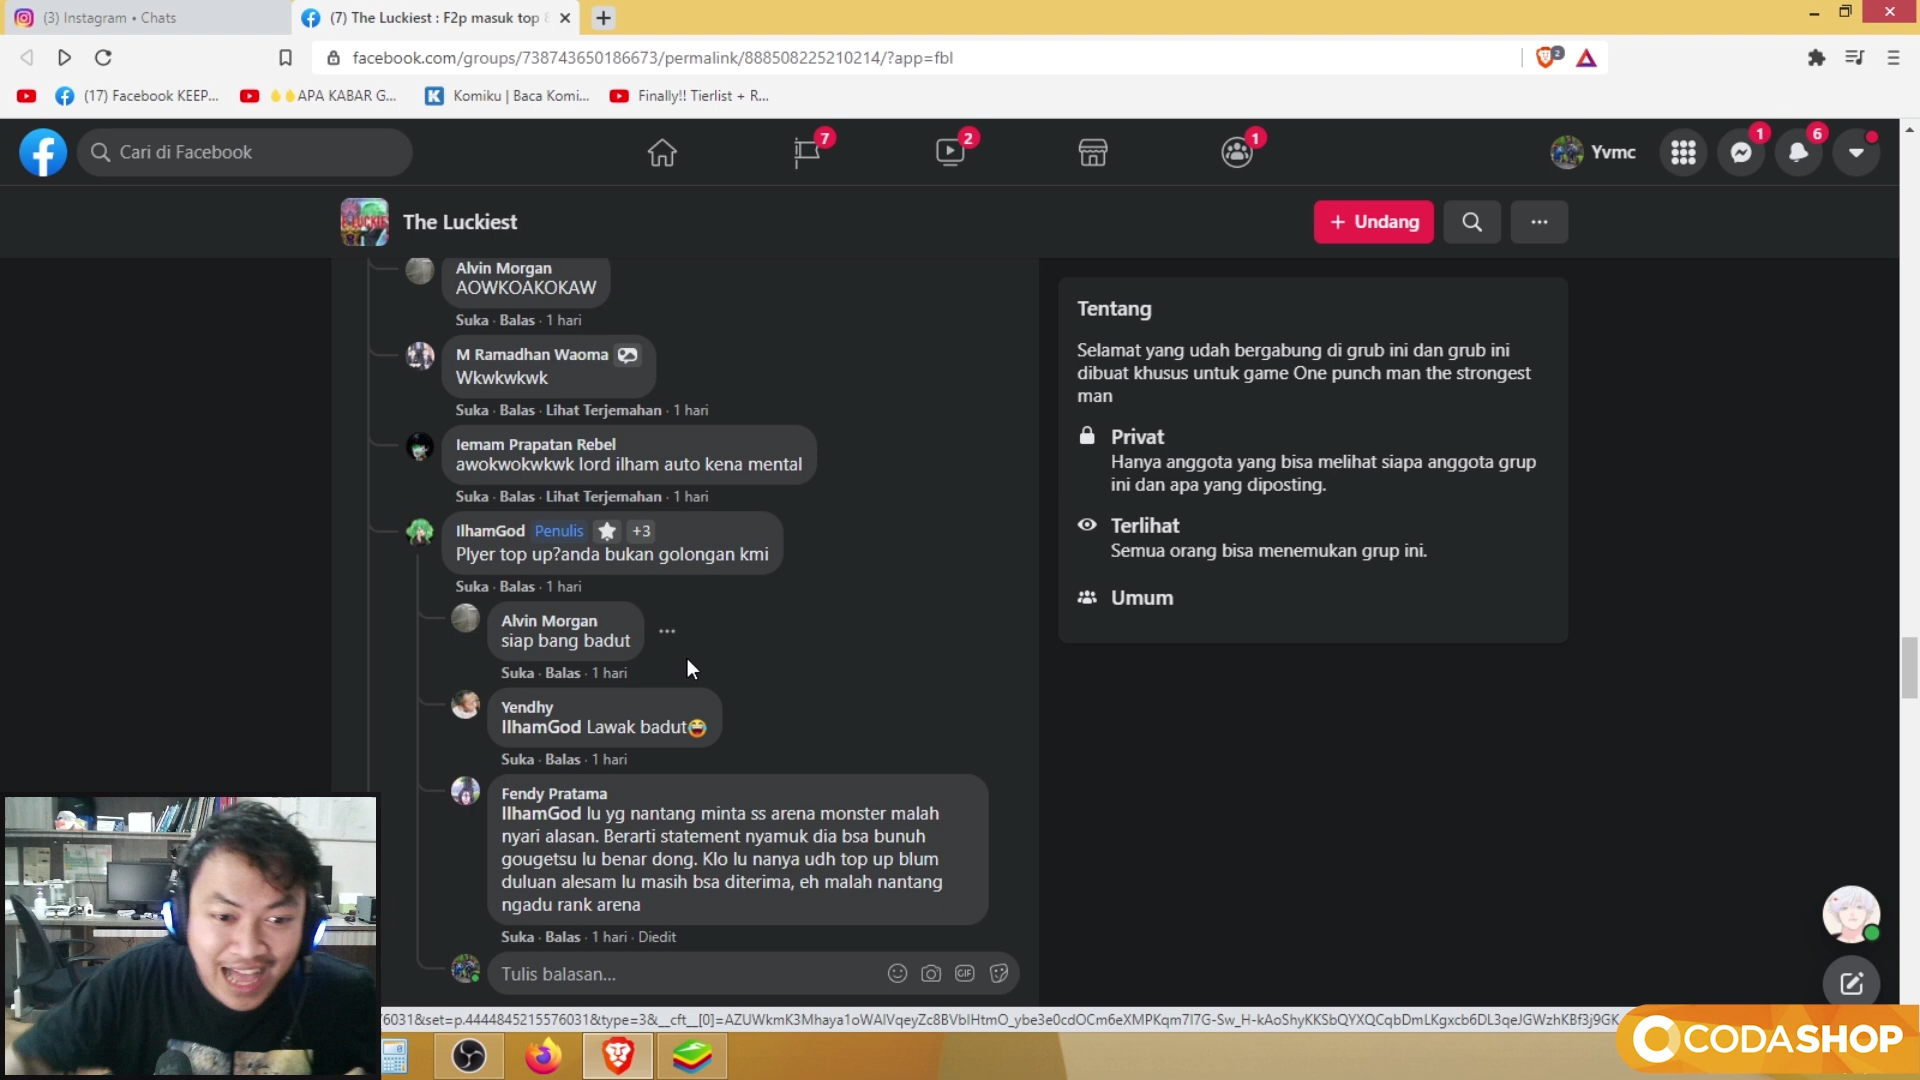 (3) Instagram • Chats
(7) The Luckiest : F2p masuk top 8
facebook.com/groups/738743650186673/permalink/888508225210214/?app=fbl
2
(17) Facebook KEEP...
APA KABAR G...
Komiku | Baca Komi...
Finally!! Tierlist + R...
Cari di Facebook
7
2
1
Yvmc
1
6
The Luckiest
+ Undang
Alvin Morgan
AOWKOAKOKAW
Suka · Balas · 1 hari
M Ramadhan Waoma
Wkwkwkwk
Suka · Balas · Lihat Terjemahan · 1 hari
Iemam Prapatan Rebel
awokwokwkwk lord ilham auto kena mental
Suka · Balas · Lihat Terjemahan · 1 hari
IlhamGod Penulis +3
Plyer top up?anda bukan golongan kmi
Suka · Balas · 1 hari
Alvin Morgan
siap bang badut
Suka · Balas · 1 hari
Yendhy
IlhamGod Lawak badut😂
Suka · Balas · 1 hari
Fendy Pratama
IlhamGod lu yg nantang minta ss arena monster malah
nyari alasan. Berarti statement nyamuk dia bsa bunuh
gougetsu lu benar dong. Klo lu nanya udh top up blum
duluan alesam lu masih bsa diterima, eh malah nantang
ngadu rank arena
Suka · Balas · 1 hari · Diedit
Tulis balasan...
GIF
Tentang
Selamat yang udah bergabung di grub ini dan grub ini
dibuat khusus untuk game One punch man the strongest
man
Privat
Hanya anggota yang bisa melihat siapa anggota grup
ini dan apa yang diposting.
Terlihat
Semua orang bisa menemukan grup ini.
Umum
CODASHOP